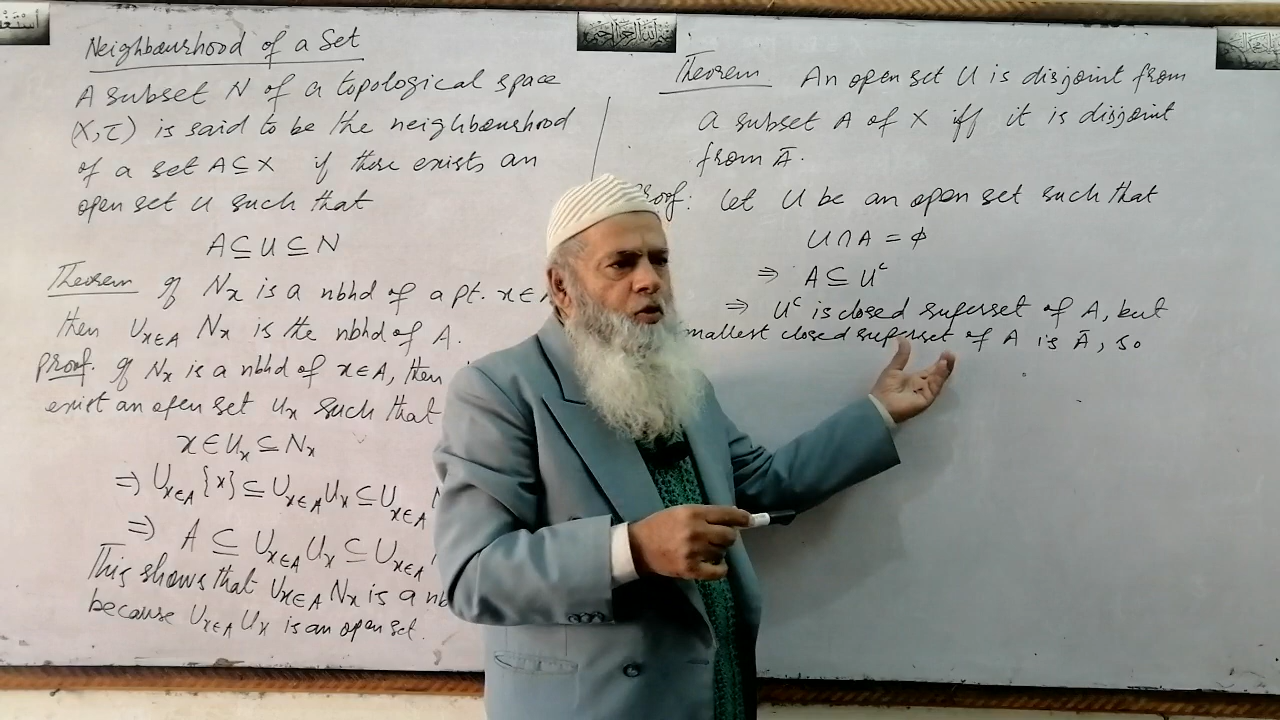 Neighbourhood of a Set
A subset N of a topological space
(X,τ) is said to be the neighbourhood
of a set A⊆X if there exists an
open set U such that
A⊆U⊆N
Theorem If Nx is a nbhd of a pt. x∈A
then ∪x∈A Nx is the nbhd of A.
proof. If Nx is a nbhd of x∈A, then
exist an open set Ux such that
x∈Ux⊆Nx
⇒ ∪x∈A {x}⊆∪x∈A Ux⊆∪x∈A N
⇒ A⊆∪x∈A Ux⊆∪x∈A
This shows that ∪x∈A Nx is a nb
because ∪x∈A Ux is an open set.
Theorem An open set U is disjoint from
a subset A of X iff it is disjoint
from Ā.
roof: Let U be an open set such that
U∩A=ϕ
⇒ A⊆Uᶜ
⇒ Uᶜ is closed superset of A, but
mallest closed superset of A is Ā, so